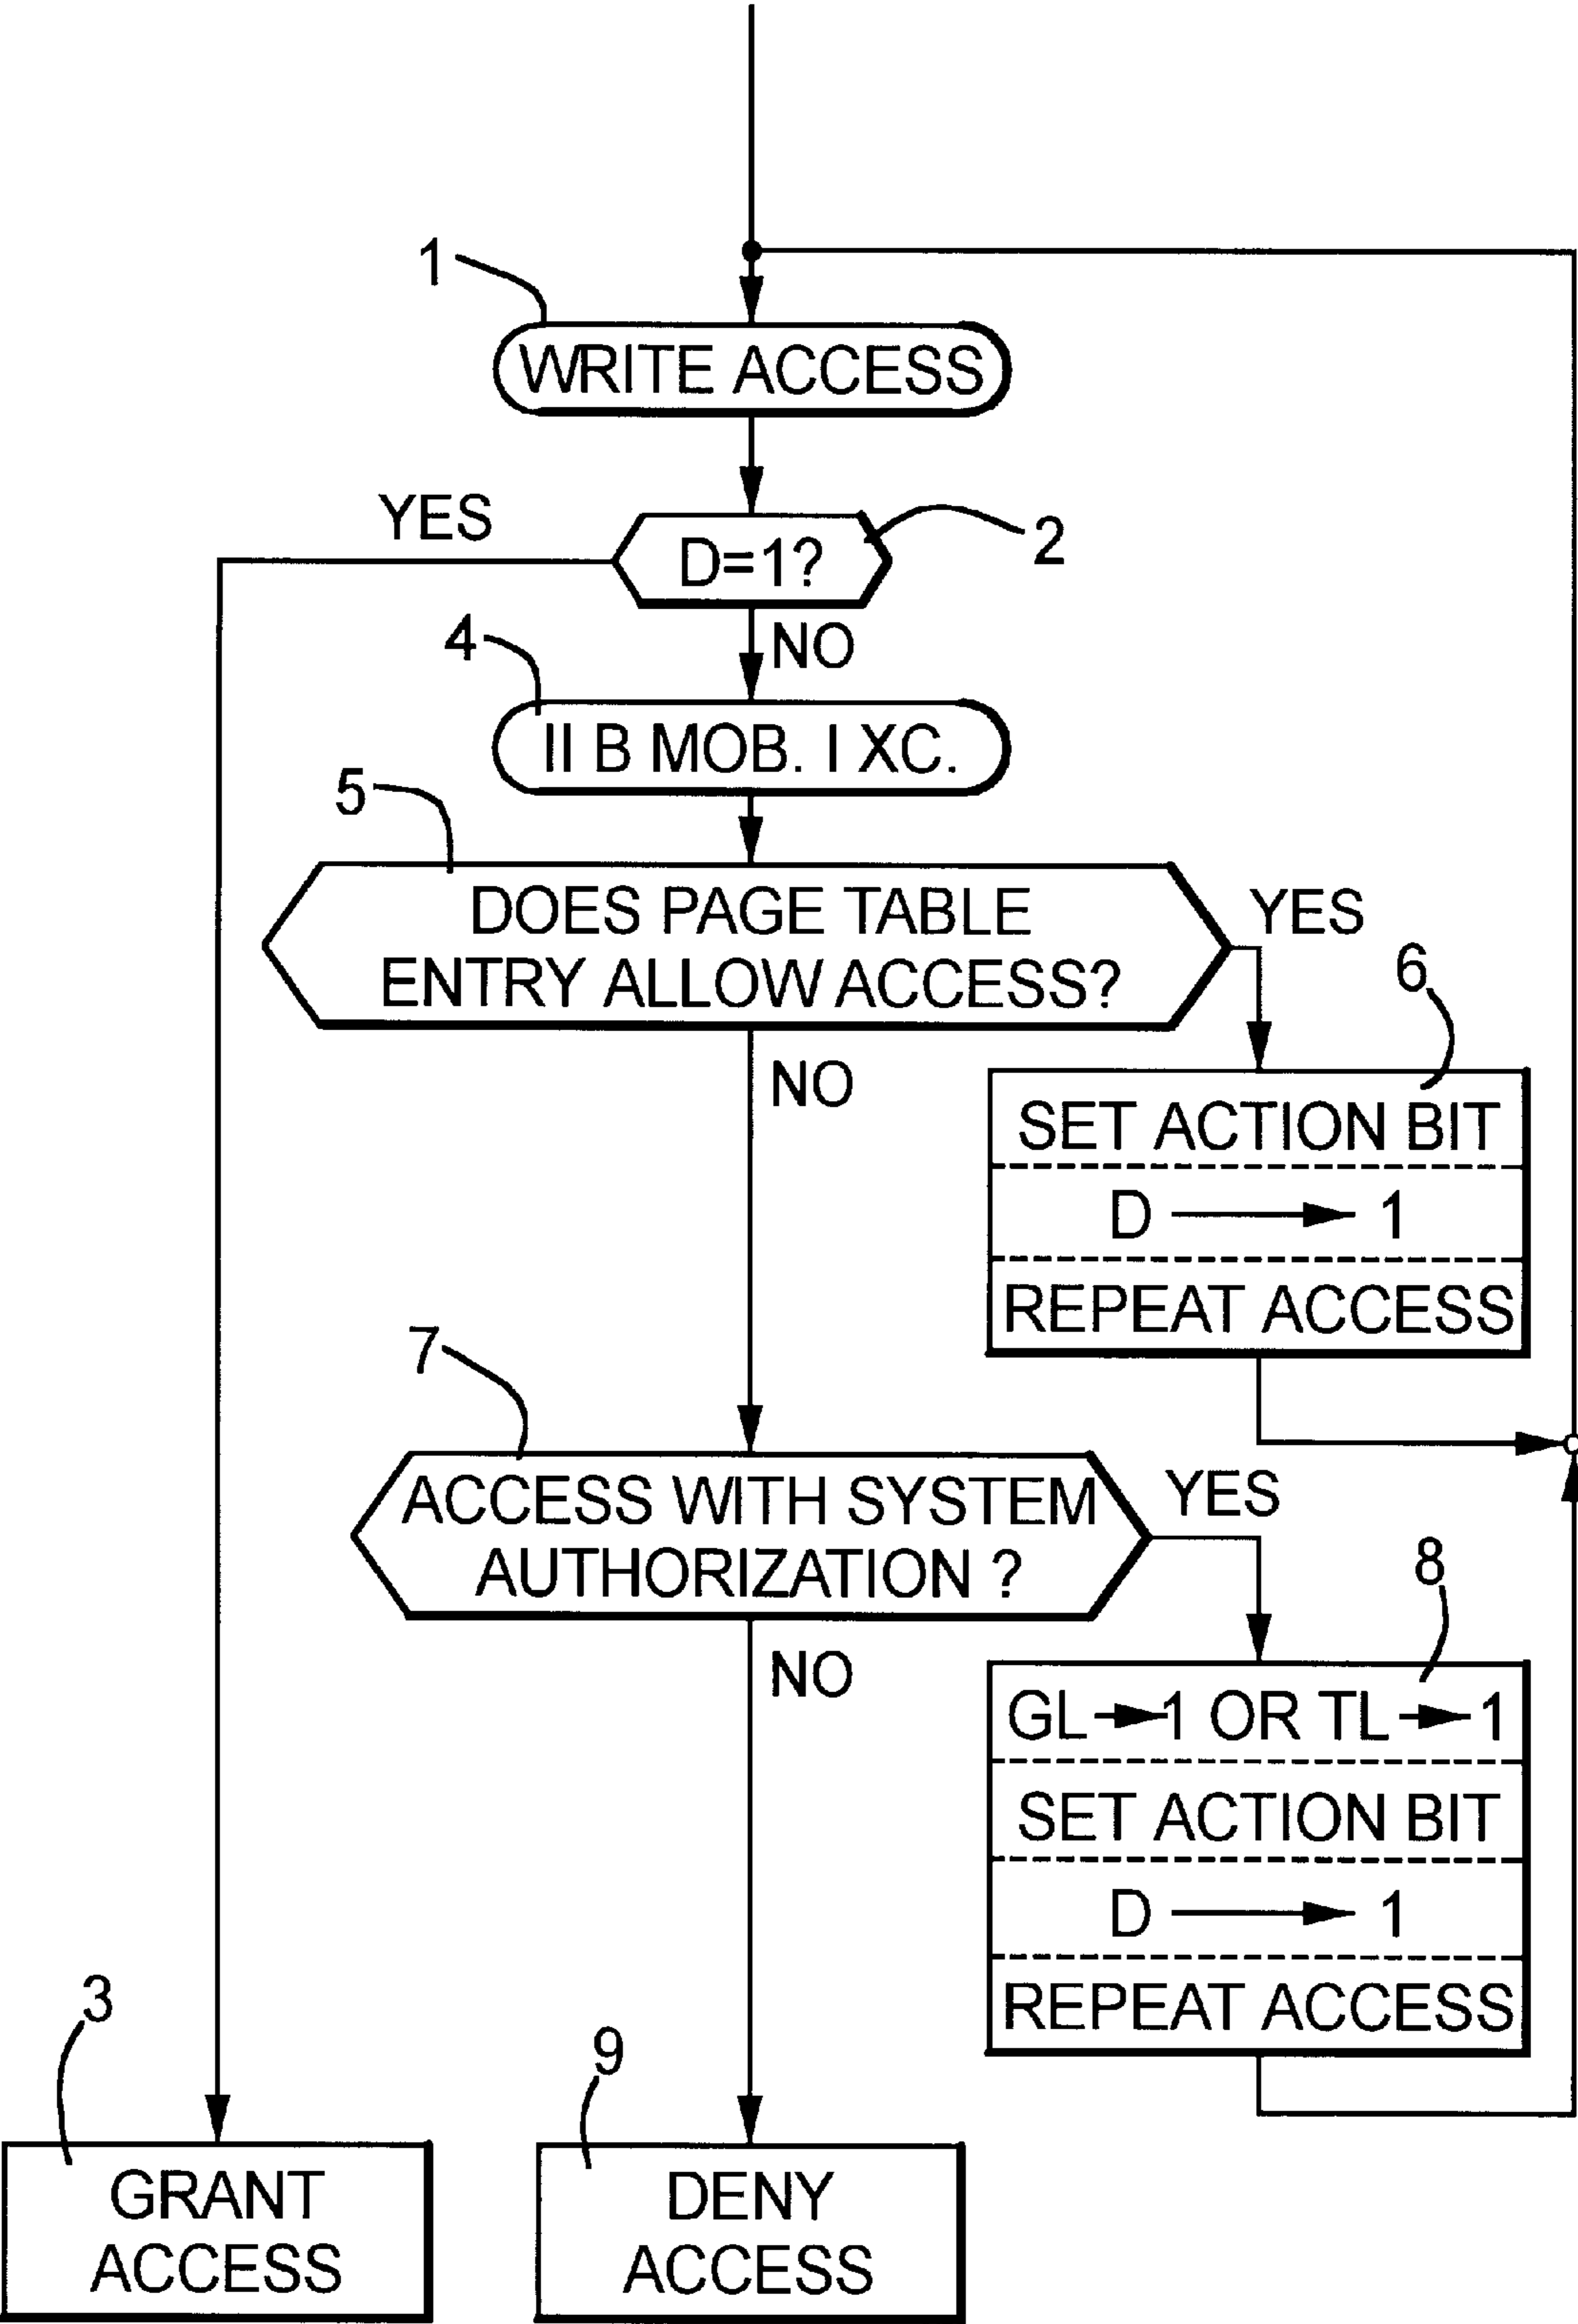 1
WRITE ACCESS
YES
D=1?
2
NO
4
II B MOB. I XC.
5
DOES PAGE TABLE
ENTRY ALLOW ACCESS?
YES
6
NO
SET ACTION BIT
D → 1
REPEAT ACCESS
7
ACCESS WITH SYSTEM
AUTHORIZATION ?
YES
8
NO
GL → 1 OR TL → 1
SET ACTION BIT
D → 1
REPEAT ACCESS
3
GRANT
ACCESS
9
DENY
ACCESS